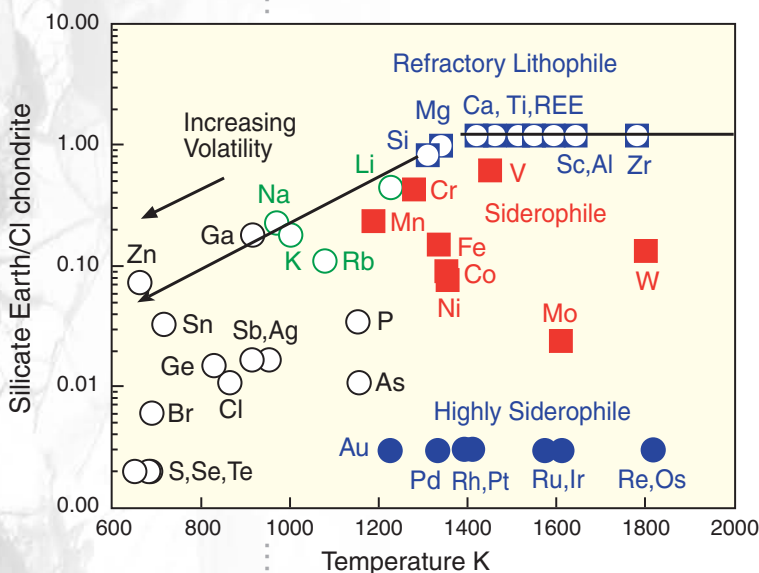 10.00
Refractory Lithophile
Mg
Ca, Ti,REE
Increasing
Volatility
Si
1.00
Sc,Al
Zr
Li
Cr
V
Na
Siderophile
Mn
Ga
Fe
K
Rb
Zn
0.10
Co
W
Ni
Mo
Sn
Sb,Ag
P
Ge
Cl
As
0.01
Br
Highly Siderophile
Au
S,Se,Te
Pd
Rh,Pt
Ru,Ir
Re,Os
0.00
600
800
1000
1200
1400
1600
1800
2000
Temperature K
Silicate Earth/CI chondrite